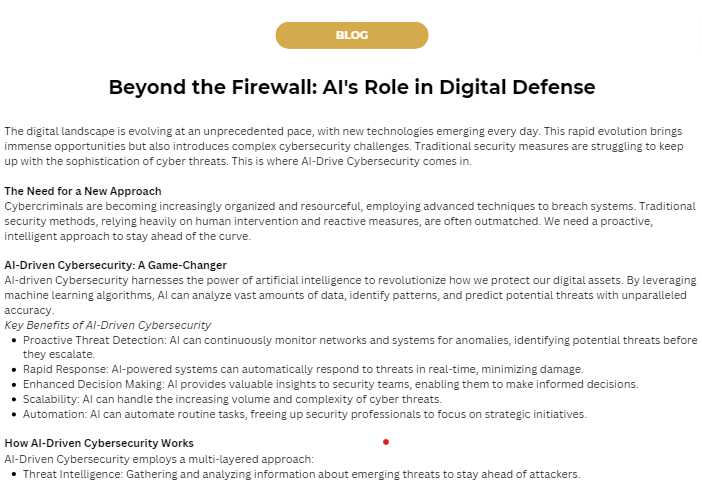 BLOG
Beyond the Firewall: AI's Role in Digital Defense
The digital landscape is evolving at an unprecedented pace, with new technologies emerging every day. This rapid evolution brings
immense opportunities but also introduces complex cybersecurity challenges. Traditional security measures are struggling to keep
up with the sophistication of cyber threats. This is where AI-Drive Cybersecurity comes in.
The Need for a New Approach
Cybercriminals are becoming increasingly organized and resourceful, employing advanced techniques to breach systems. Traditional
security methods, relying heavily on human intervention and reactive measures, are often outmatched. We need a proactive,
intelligent approach to stay ahead of the curve.
AI-Driven Cybersecurity: A Game-Changer
AI-driven Cybersecurity harnesses the power of artificial intelligence to revolutionize how we protect our digital assets. By leveraging
machine learning algorithms, AI can analyze vast amounts of data, identify patterns, and predict potential threats with unparalleled
accuracy.
Key Benefits of AI-Driven Cybersecurity
• Proactive Threat Detection: AI can continuously monitor networks and systems for anomalies, identifying potential threats before
they escalate.
• Rapid Response: AI-powered systems can automatically respond to threats in real-time, minimizing damage.
• Enhanced Decision Making: AI provides valuable insights to security teams, enabling them to make informed decisions.
• Scalability: AI can handle the increasing volume and complexity of cyber threats.
• Automation: AI can automate routine tasks, freeing up security professionals to focus on strategic initiatives.
How AI-Driven Cybersecurity Works
AI-Driven Cybersecurity employs a multi-layered approach:
• Threat Intelligence: Gathering and analyzing information about emerging threats to stay ahead of attackers.